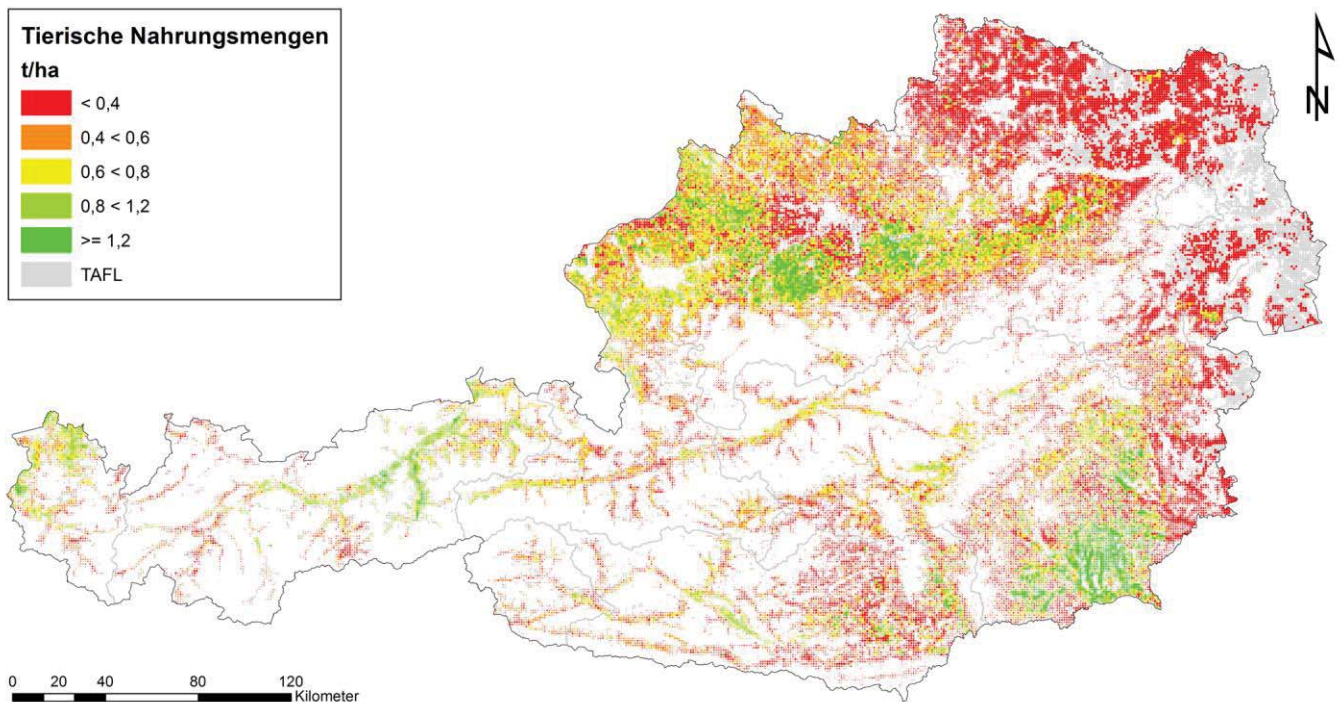 Tierische Nahrungsmengen
t/ha
< 0,4
0,4 < 0,6
0,6 < 0,8
0,8 < 1,2
>= 1,2
TAFL
N
0 20 40 80 120
Kilometer